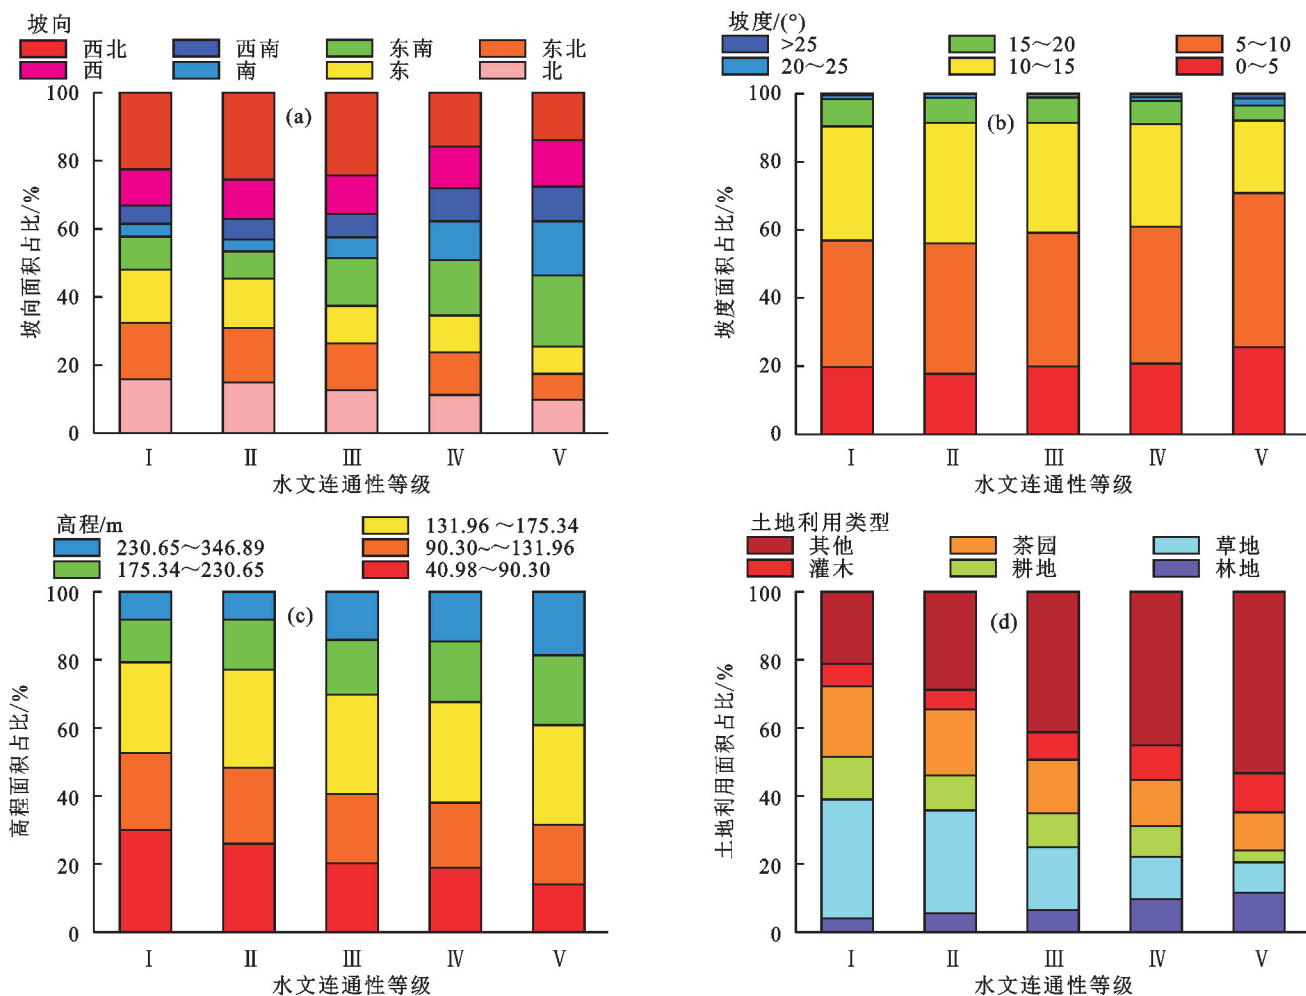 坡向
西北 西南 东南 东北
西 南 东 北
100
80
60
40
20
0
坡向面积占比/%
(a)
Ⅰ Ⅱ Ⅲ Ⅳ Ⅴ
水文连通性等级
坡度/(°)
>25 15～20 5～10
20～25 10～15 0～5
100
80
60
40
20
0
坡度面积占比/%
(b)
Ⅰ Ⅱ Ⅲ Ⅳ Ⅴ
水文连通性等级
高程/m
131.96～175.34
230.65～346.89 90.30～~131.96
175.34～230.65 40.98～90.30
100
80
60
40
20
0
高程面积占比/%
(c)
Ⅰ Ⅱ Ⅲ Ⅳ Ⅴ
水文连通性等级
土地利用类型
其他 茶园 草地
灌木 耕地 林地
100
80
60
40
20
0
土地利用面积占比/%
(d)
Ⅰ Ⅱ Ⅲ Ⅳ Ⅴ
水文连通性等级